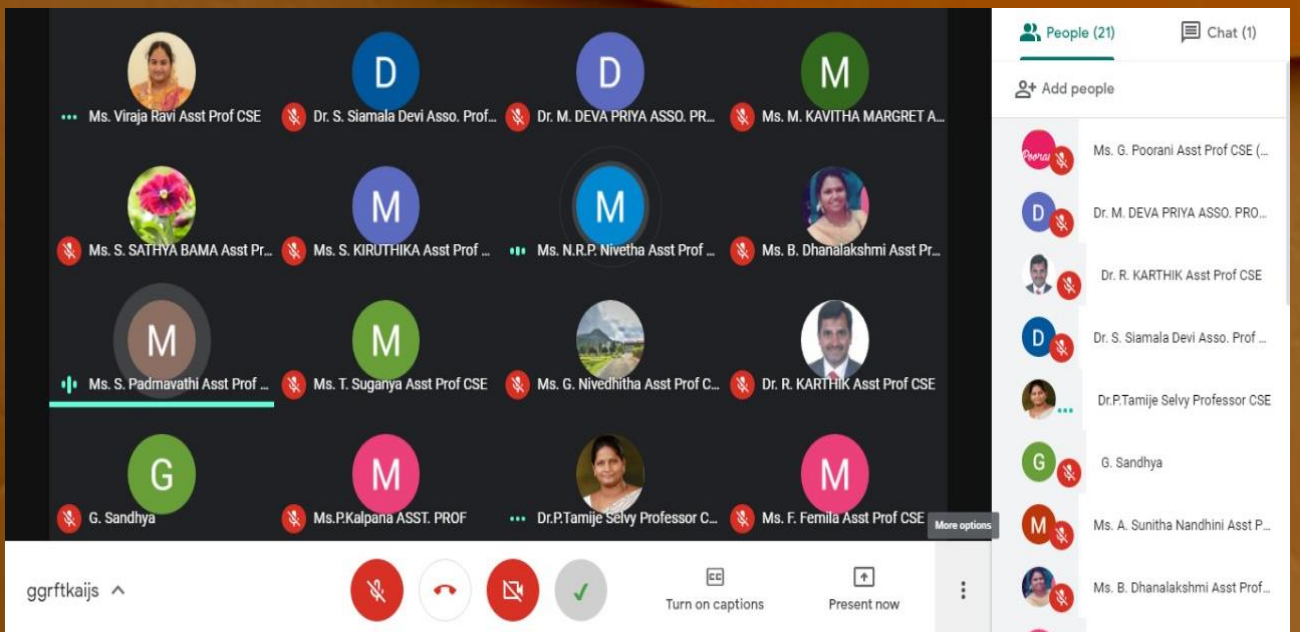 D
D
M
Ms. Viraja Ravi Asst Prof CSE
Dr. S. Siamala Devi Asso. Prof...
Dr. M. DEVA PRIYA ASSO. PR...
Ms. M. KAVITHA MARGRET A...
M
M
Ms. S. SATHYA BAMA Asst Pr...
Ms. S. KIRUTHIKA Asst Prof ...
Ms. N.R.P. Nivetha Asst Prof ...
Ms. B. Dhanalakshmi Asst Pr...
M
M
Ms. S. Padmavathi Asst Prof ...
Ms. T. Suganya Asst Prof CSE
Ms. G. Nivedhitha Asst Prof C...
Dr. R. KARTHIK Asst Prof CSE
G
M
M
G. Sandhya
Ms.P.Kalpana ASST. PROF
Dr.P.Tamije Selvy Professor C...
Ms. F. Femila Asst Prof CSE
More options
ggrftkaijs
CC
Turn on captions
Present now
People (21)
Chat (1)
Add people
Poorani
Ms. G. Poorani Asst Prof CSE (...
D
Dr. M. DEVA PRIYA ASSO. PRO...
Dr. R. KARTHIK Asst Prof CSE
D
Dr. S. Siamala Devi Asso. Prof ...
Dr.P.Tamije Selvy Professor CSE
G
G. Sandhya
M
Ms. A. Sunitha Nandhini Asst P...
Ms. B. Dhanalakshmi Asst Prof...